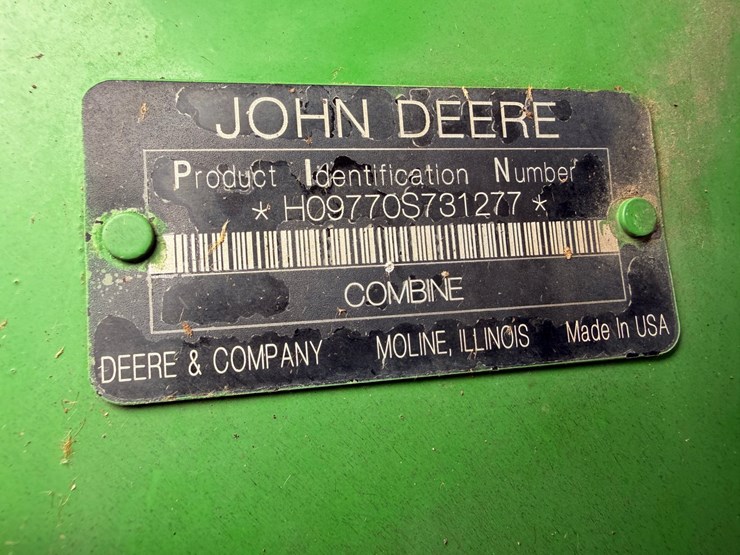 JOHN DEERE
Product Identification Number
* H09770S731277 *
COMBINE
DEERE & COMPANY MOLINE, ILLINOIS Made In USA